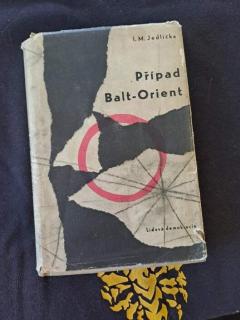 I. M. Jedlička
Případ
Balt-Orient
Lidová demokracie